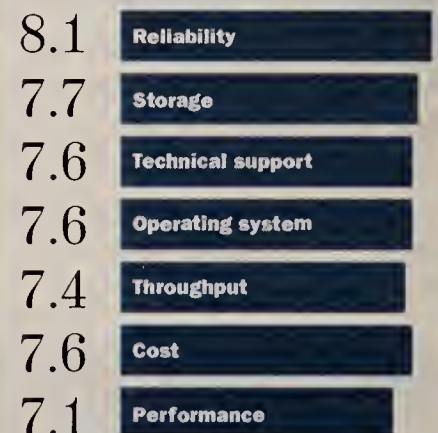 8.1 Reliability
7.7 Storage
7.6 Technical support
7.6 Operating system
7.4 Throughput
7.6 Cost
7.1 Performance